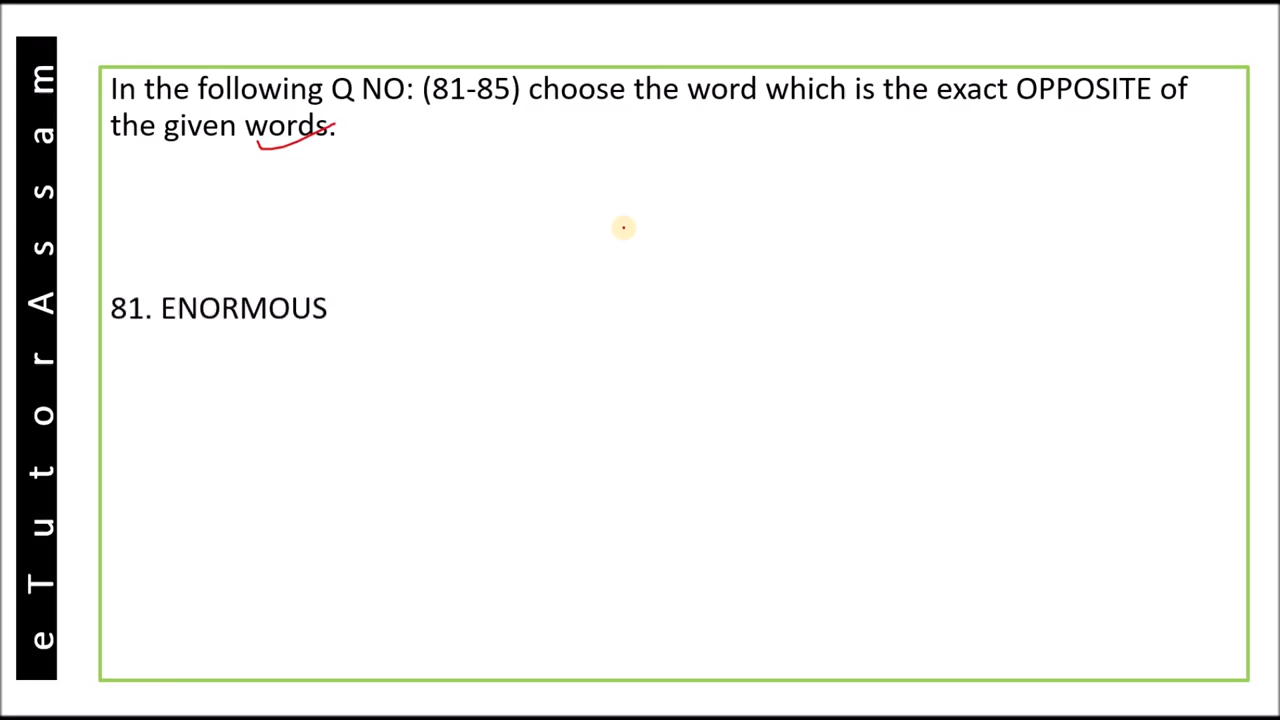 In the following Q NO: (81-85) choose the word which is the exact OPPOSITE of
the given words.
81. ENORMOUS
eTutorAssam